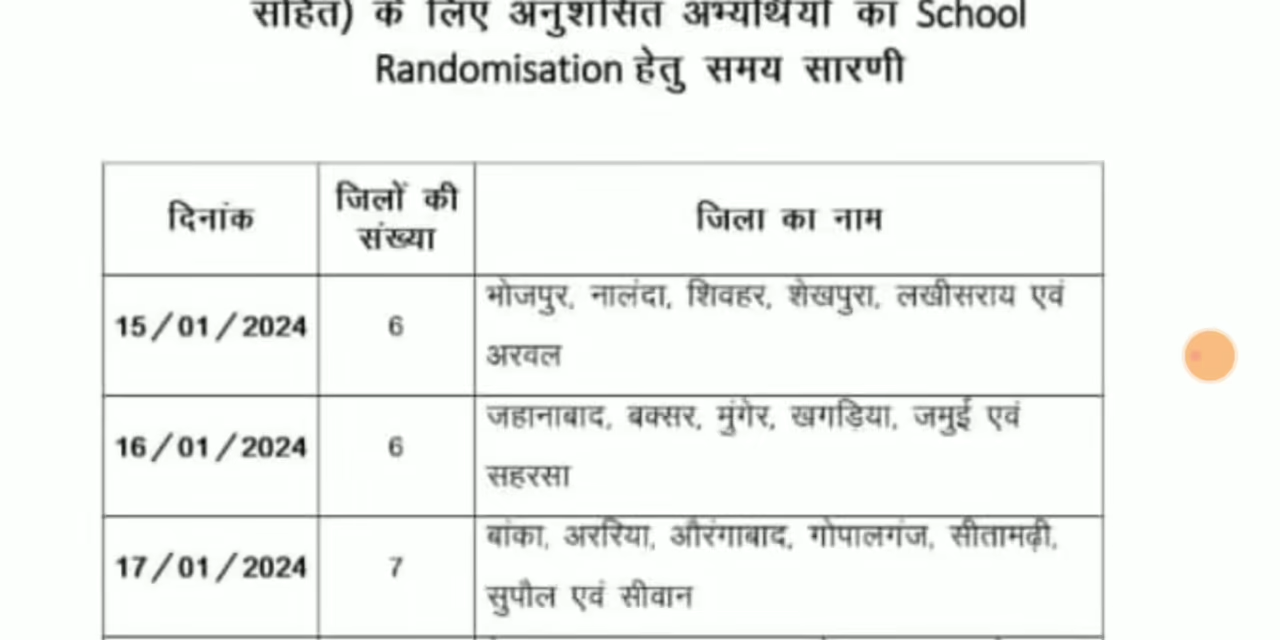 सहित) के लिए अनुशंसित अभ्यर्थियों का School
Randomisation हेतु समय सारणी
दिनांक
जिलों की
संख्या
जिला का नाम
15/01/2024
6
भोजपुर, नालंदा, शिवहर, शेखपुरा, लखीसराय एवं
अरवल
16/01/2024
6
जहानाबाद, बक्सर, मुंगेर, खगड़िया, जमुई एवं
सहरसा
17/01/2024
7
बांका, अररिया, औरंगाबाद, गोपालगंज, सीतामढ़ी,
सुपौल एवं सीवान